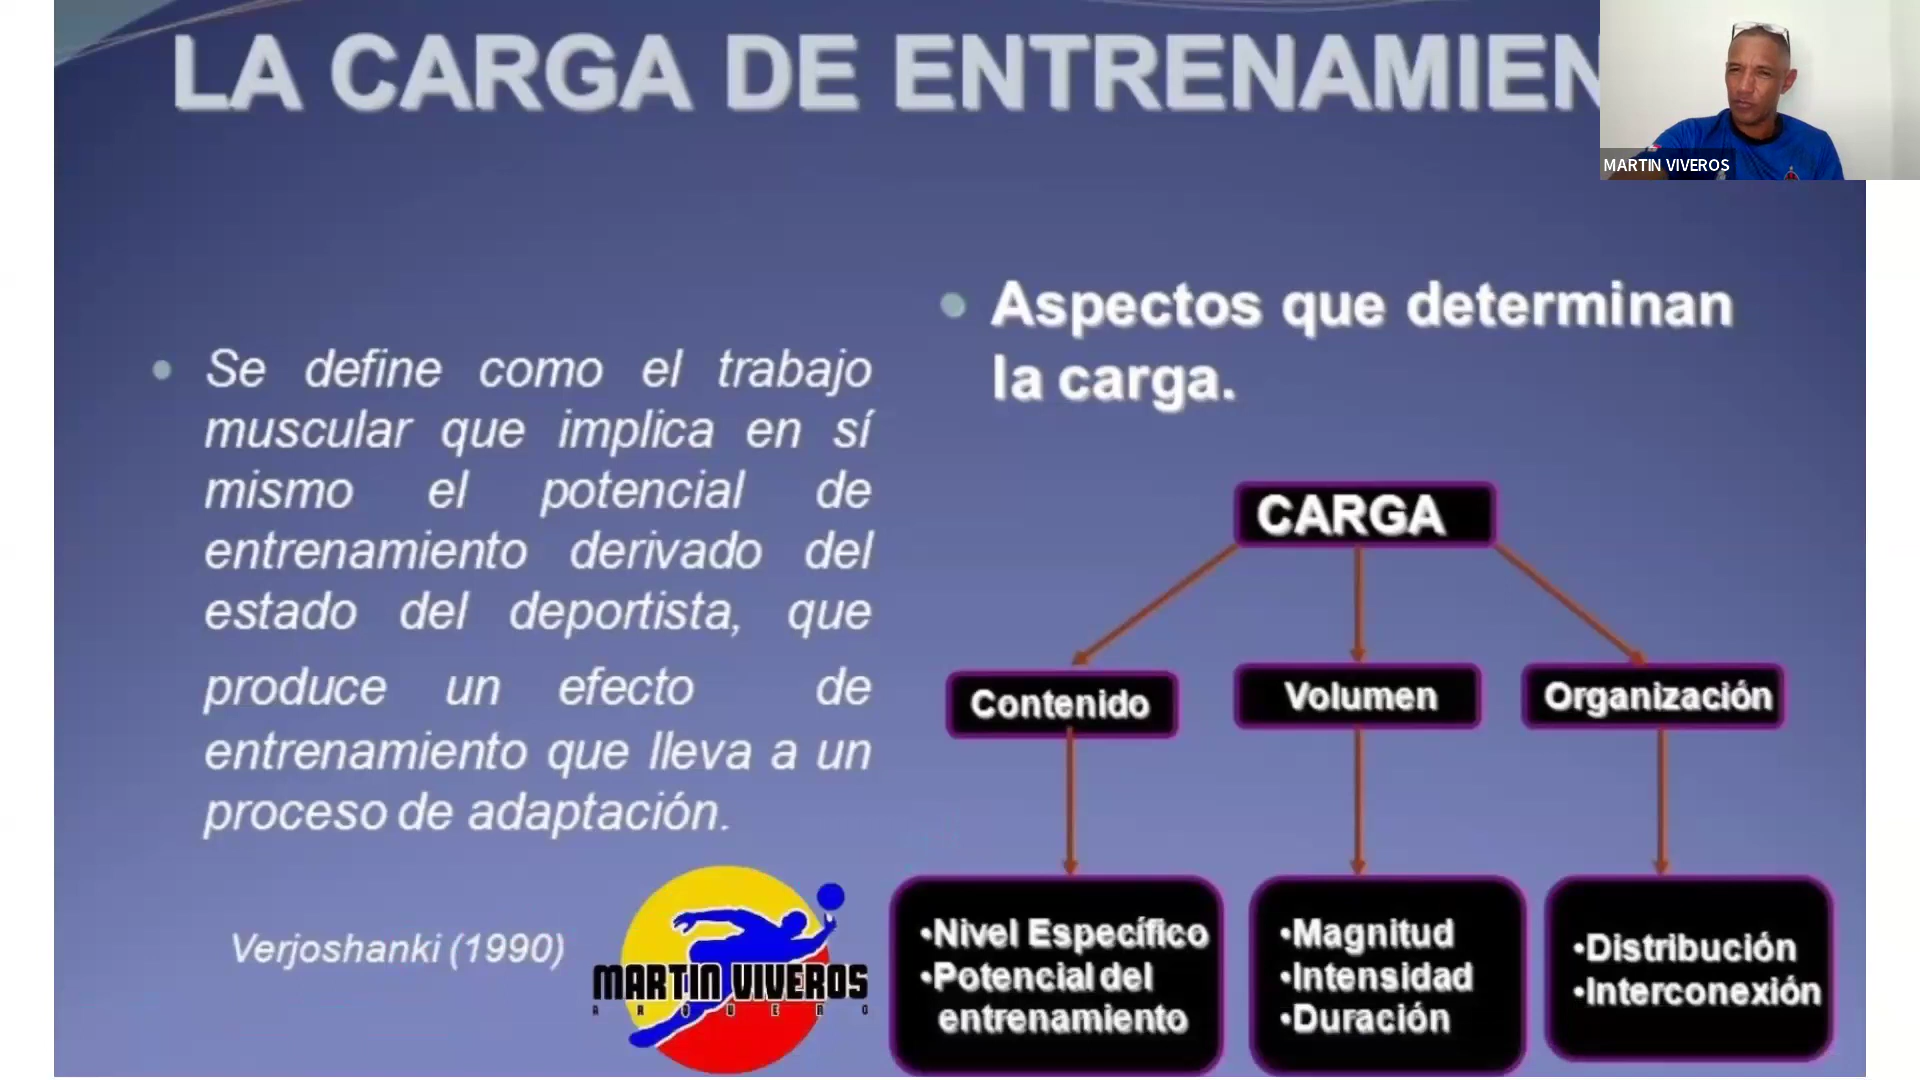 LA CARGA DE ENTRENAMIEN
MARTIN VIVEROS
• Se define como el trabajo
muscular que implica en sí
mismo el potencial de
entrenamiento derivado del
estado del deportista, que
produce un efecto de
entrenamiento que lleva a un
proceso de adaptación.
Verjoshanki (1990)
MARTIN VIVEROS
ARQUERO
• Aspectos que determinan
la carga.
CARGA
Contenido
Volumen
Organización
•Nivel Específico
•Potencial del
entrenamiento
•Magnitud
•Intensidad
•Duración
•Distribución
•Interconexión